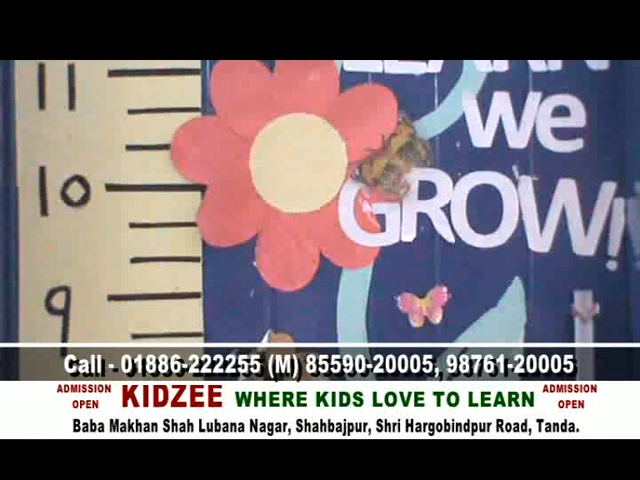 LEARN
we
GROW!
11
10
9
Call - 01886-222255 (M) 85590-20005, 98761-20005
ADMISSION OPEN KIDZEE WHERE KIDS LOVE TO LEARN ADMISSION OPEN
Baba Makhan Shah Lubana Nagar, Shahbajpur, Shri Hargobindpur Road, Tanda.